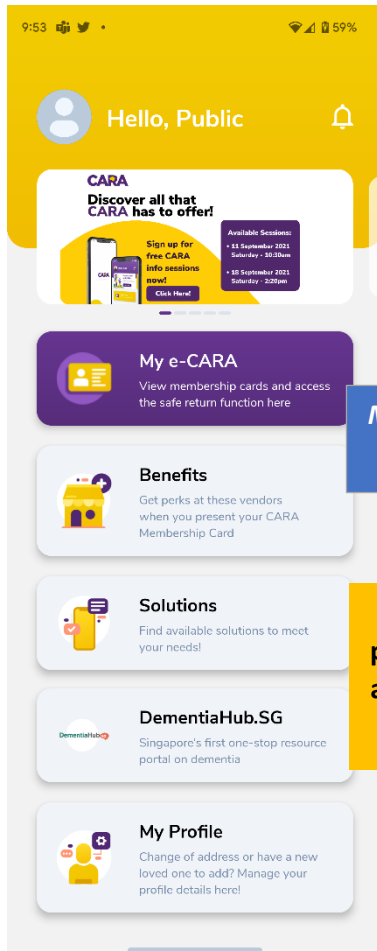 9:53
59%
Hello, Public
CARA
Discover all that
CARA has to offer!
Sign up for
free CARA
info sessions
now!
Click Here!
Available Sessions:
• 11 September 2021
Saturday - 10:30am
• 18 September 2021
Saturday - 2:20pm
CARA
My e-CARA
View membership cards and access
the safe return function here
Benefits
Get perks at these vendors
when you present your CARA
Membership Card
Solutions
Find available solutions to meet
your needs!
DementiaHub
DementiaHub.SG
Singapore's first one-stop resource
portal on dementia
My Profile
Change of address or have a new
loved one to add? Manage your
profile details here!